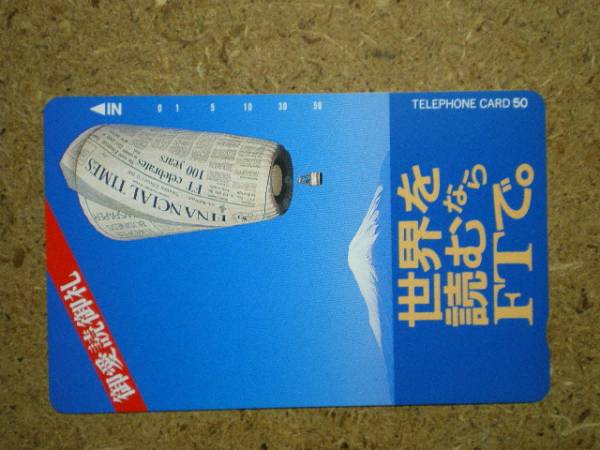 ◀IN 0 1 5 10 30 50
TELEPHONE CARD 50
FINANCIAL TIMES
FT celebrates
100 years
世界を
読むなら
FTで。
御愛読御礼